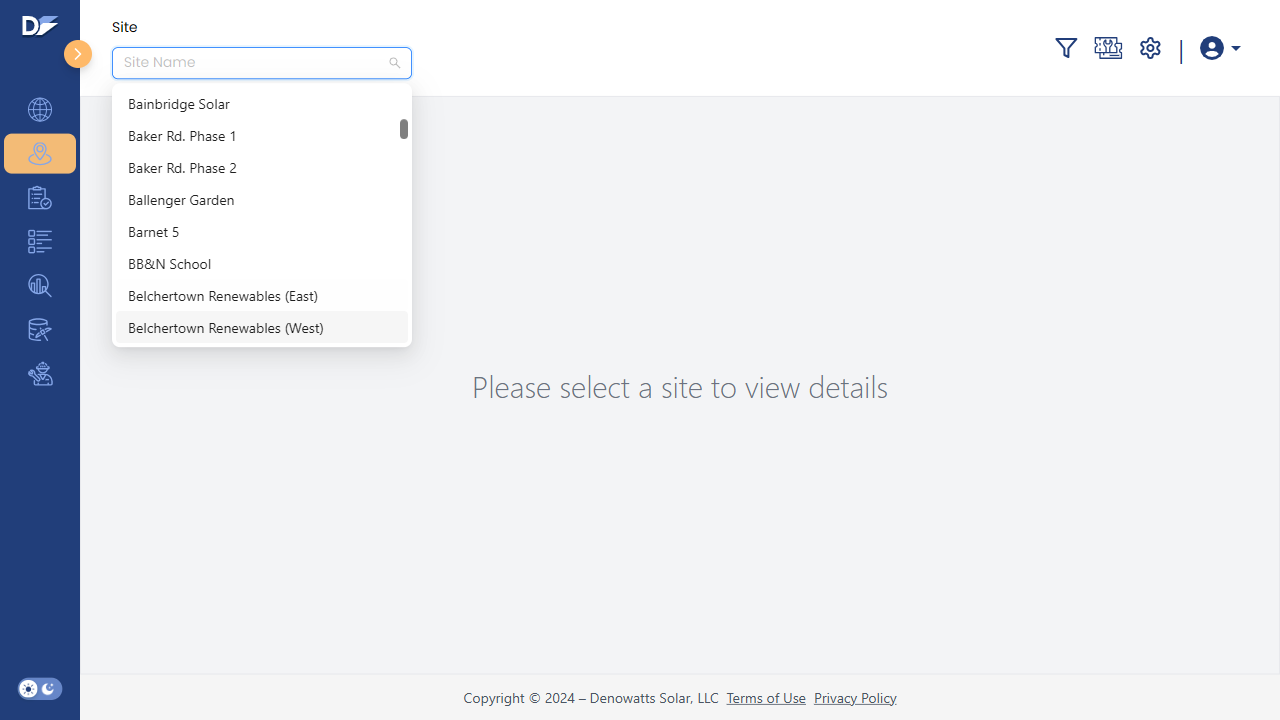 Site
Site Name
Bainbridge Solar
Baker Rd. Phase 1
Baker Rd. Phase 2
Ballenger Garden
Barnet 5
BB&N School
Belchertown Renewables (East)
Belchertown Renewables (West)
Please select a site to view details
Copyright © 2024 – Denowatts Solar, LLC Terms of Use Privacy Policy